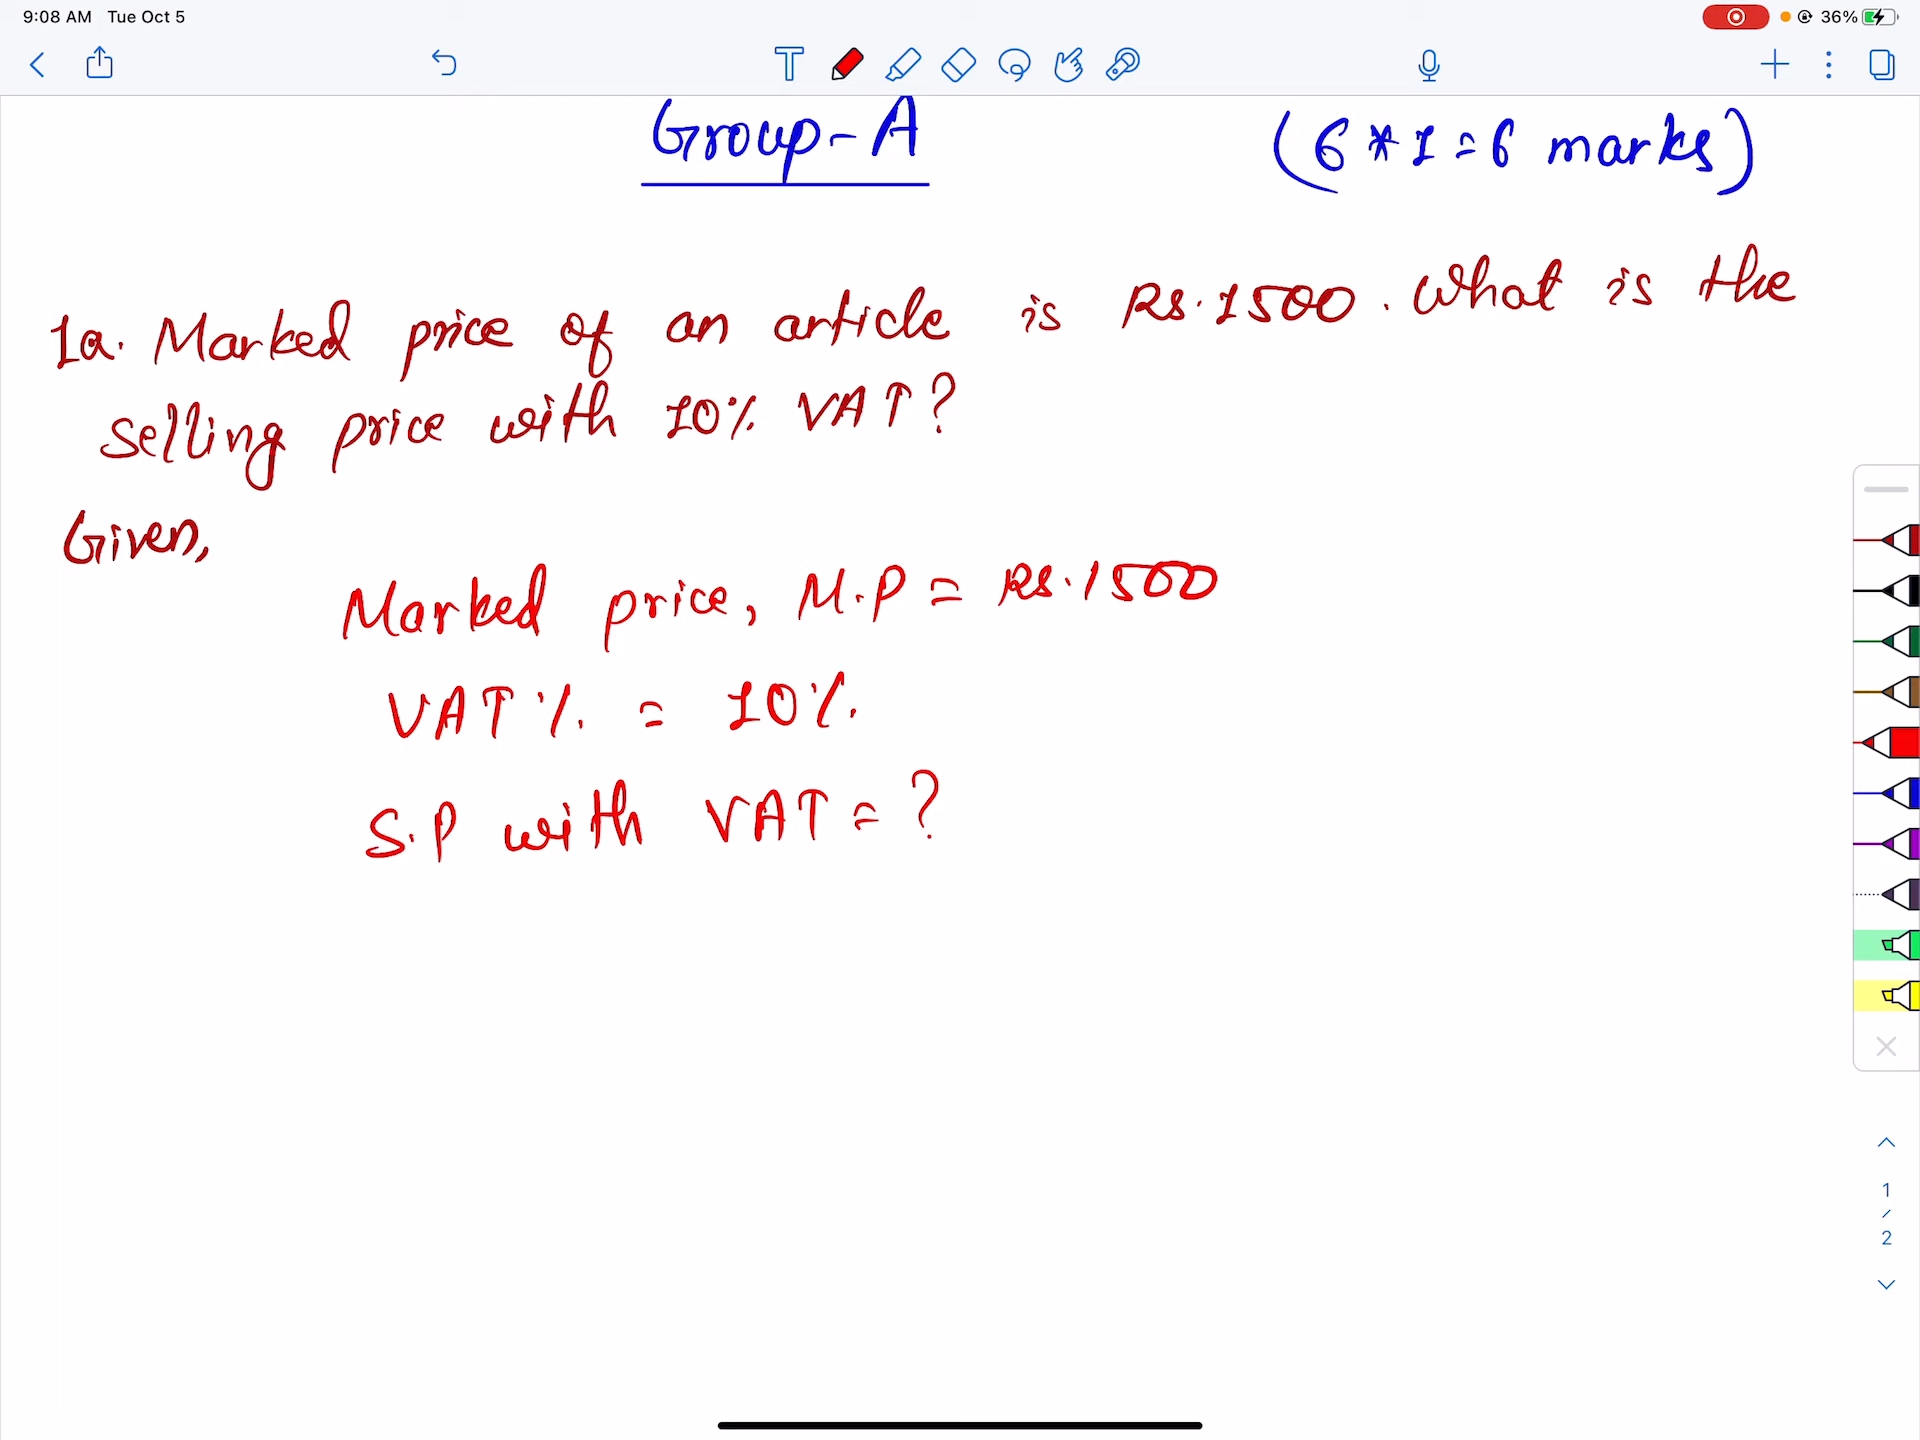 9:08 AM Tue Oct 5 36%
T
Group-A (6*1=6 marks)
1a. Marked price of an article is Rs.1500. What is the
selling price with 10% VAT?
Given,
Marked price, M.P = Rs.1500
VAT% = 10%.
S.P with VAT = ?
1
/
2